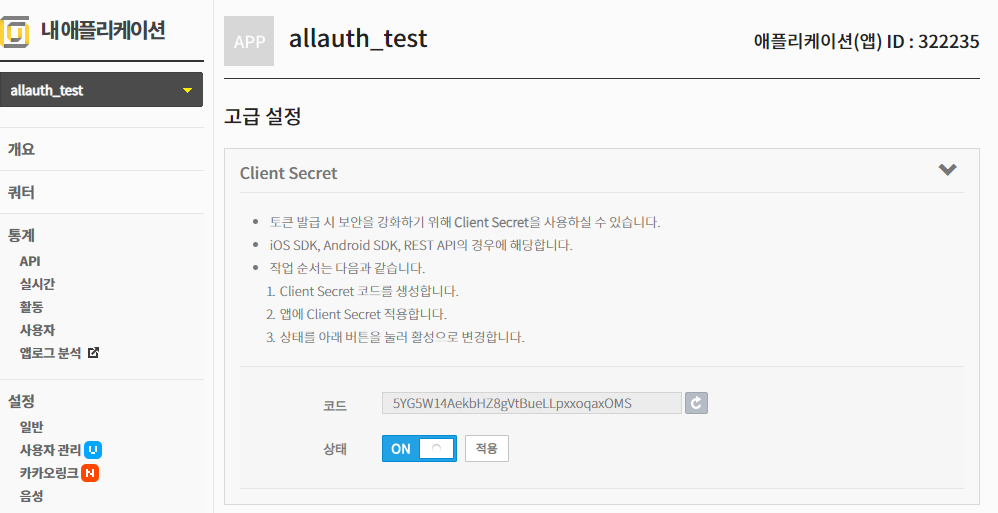 내 애플리케이션
allauth_test
개요
쿼터
통계
API
실시간
활동
사용자
앱로그 분석
설정
일반
사용자 관리
카카오링크 N
음성
APP allauth_test
애플리케이션(앱) ID : 322235
고급 설정
Client Secret
• 토큰 발급 시 보안을 강화하기 위해 Client Secret을 사용하실 수 있습니다.
• iOS SDK, Android SDK, REST API의 경우에 해당합니다.
• 직업 순서는 다음과 같습니다.
1. Client Secret 코드를 생성합니다.
2. 앱에 Client Secret 적용합니다.
3. 상태를 아래 버튼을 눌러 활성으로 변경합니다.
코드 5YG5W14AekbHZ8gVtBueLLpxxoqaxOMS
상태 ON 적용